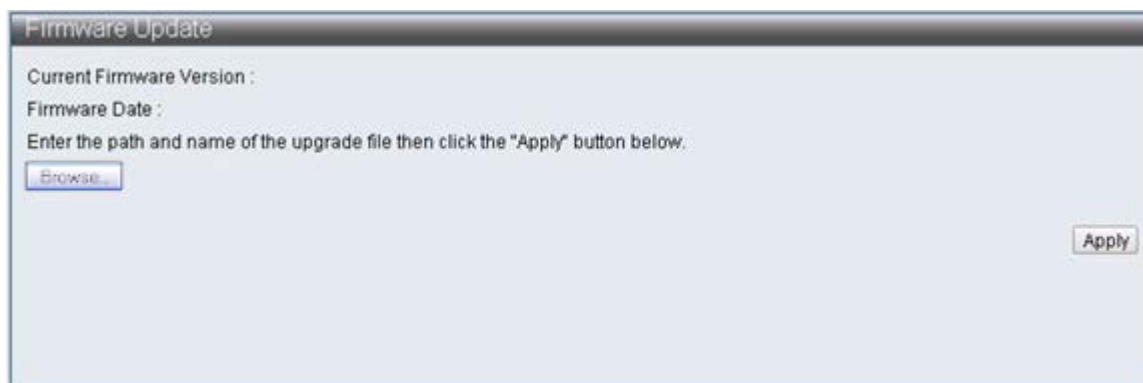 Firmware Update
Current Firmware Version :
Firmware Date :
Enter the path and name of the upgrade file then click the "Apply" button below.
Browse..
Apply